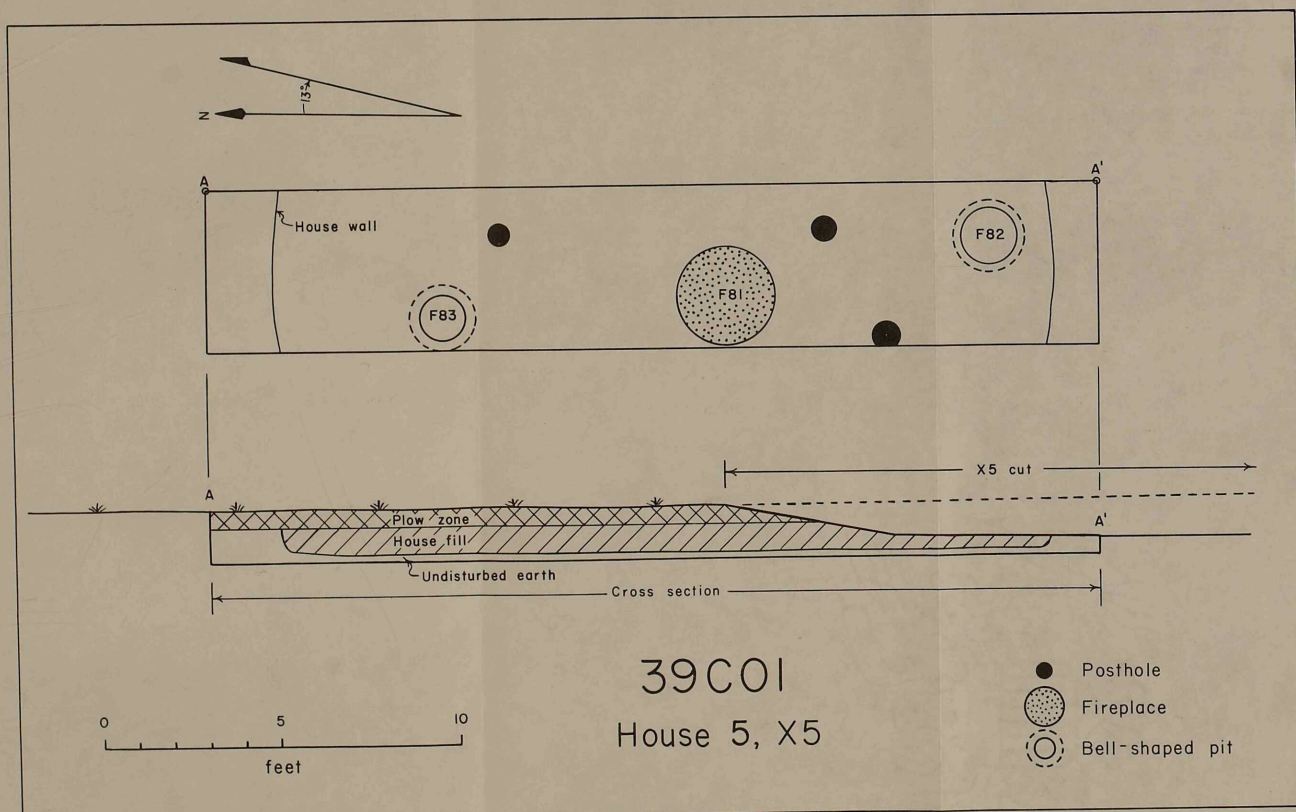 13°
N
A
A'
House wall
F82
F81
F83
X5 cut
A
Plow zone
A'
House fill
Undisturbed earth
Cross section
39CO1
House 5, X5
Posthole
Fireplace
Bell-shaped pit
0 5 10
feet